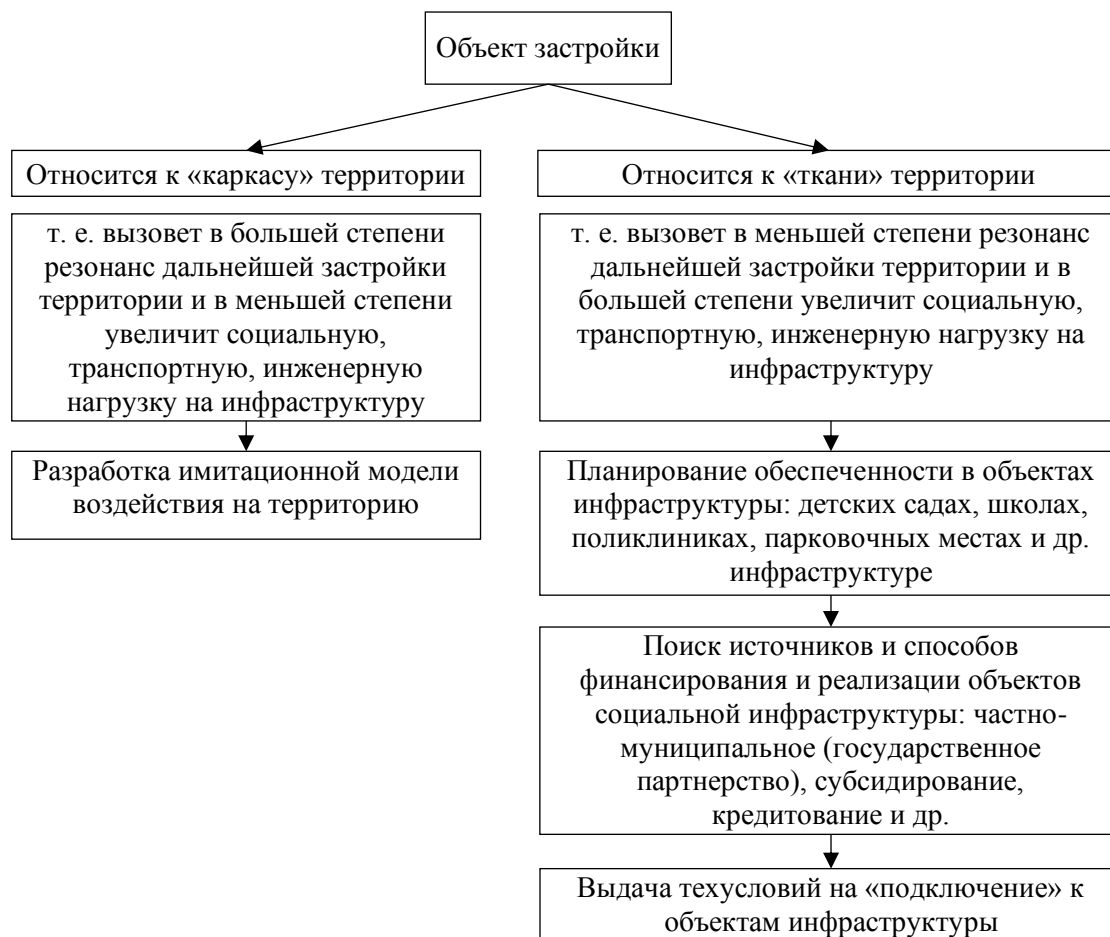 Объект застройки
Относится к «каркасу» территории
т. е. вызовет в большей степени
резонанс дальнейшей застройки
территории и в меньшей степени
увеличит социальную,
транспортную, инженерную
нагрузку на инфраструктуру
Разработка имитационной модели
воздействия на территорию
Относится к «ткани» территории
т. е. вызовет в меньшей степени резонанс
дальнейшей застройки территории и в
большей степени увеличит социальную,
транспортную, инженерную нагрузку на
инфраструктуру
Планирование обеспеченности в объектах
инфраструктуры: детских садах, школах,
поликлиниках, парковочных местах и др.
инфраструктуре
Поиск источников и способов
финансирования и реализации объектов
социальной инфраструктуры: частно-
муниципальное (государственное
партнерство), субсидирование,
кредитование и др.
Выдача техусловий на «подключение» к
объектам инфраструктуры